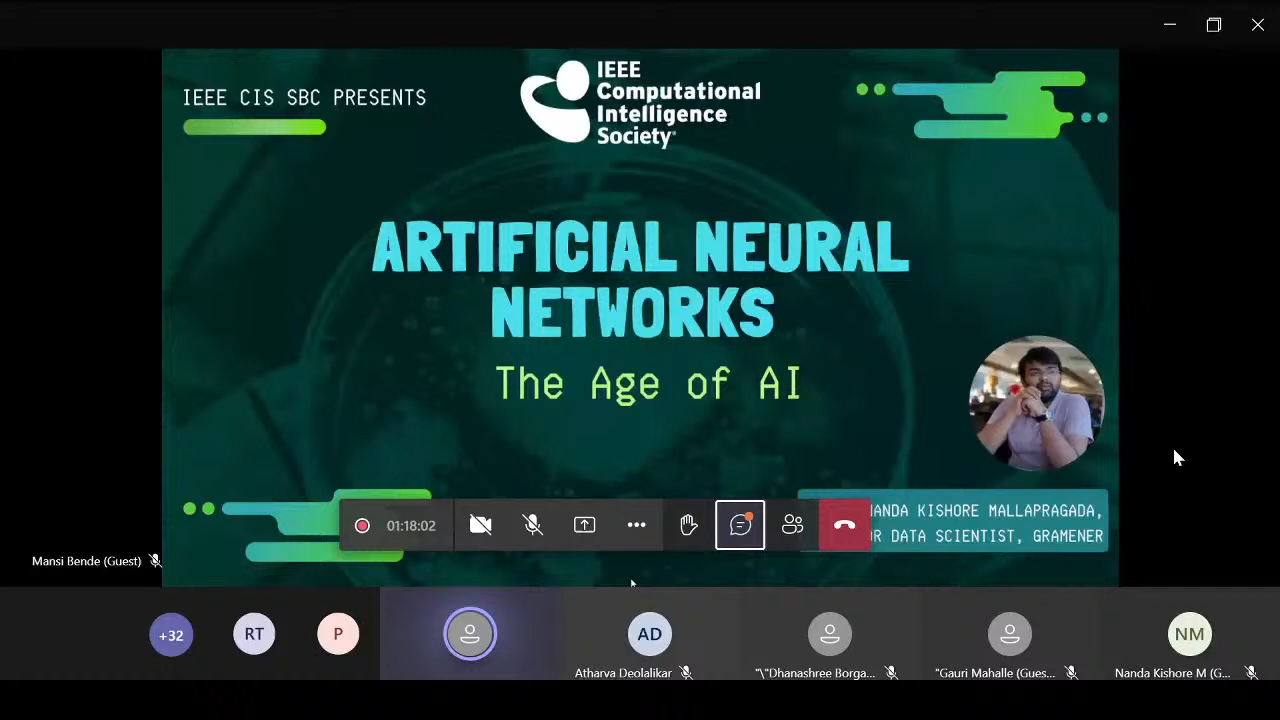 IEEE CIS SBC PRESENTS
IEEE
Computational
Intelligence
Society
ARTIFICIAL NEURAL
NETWORKS
The Age of AI
01:18:02
KISHORE MALLAPRAGADA,
DATA SCIENTIST, GRAMENER
Mansi Bende (Guest)
+32
RT
P
AD
NM
Atharva Deolalikar
"\"Dhanashree Borga...
"Gauri Mahalle (Gues...
Nanda Kishore M (G...